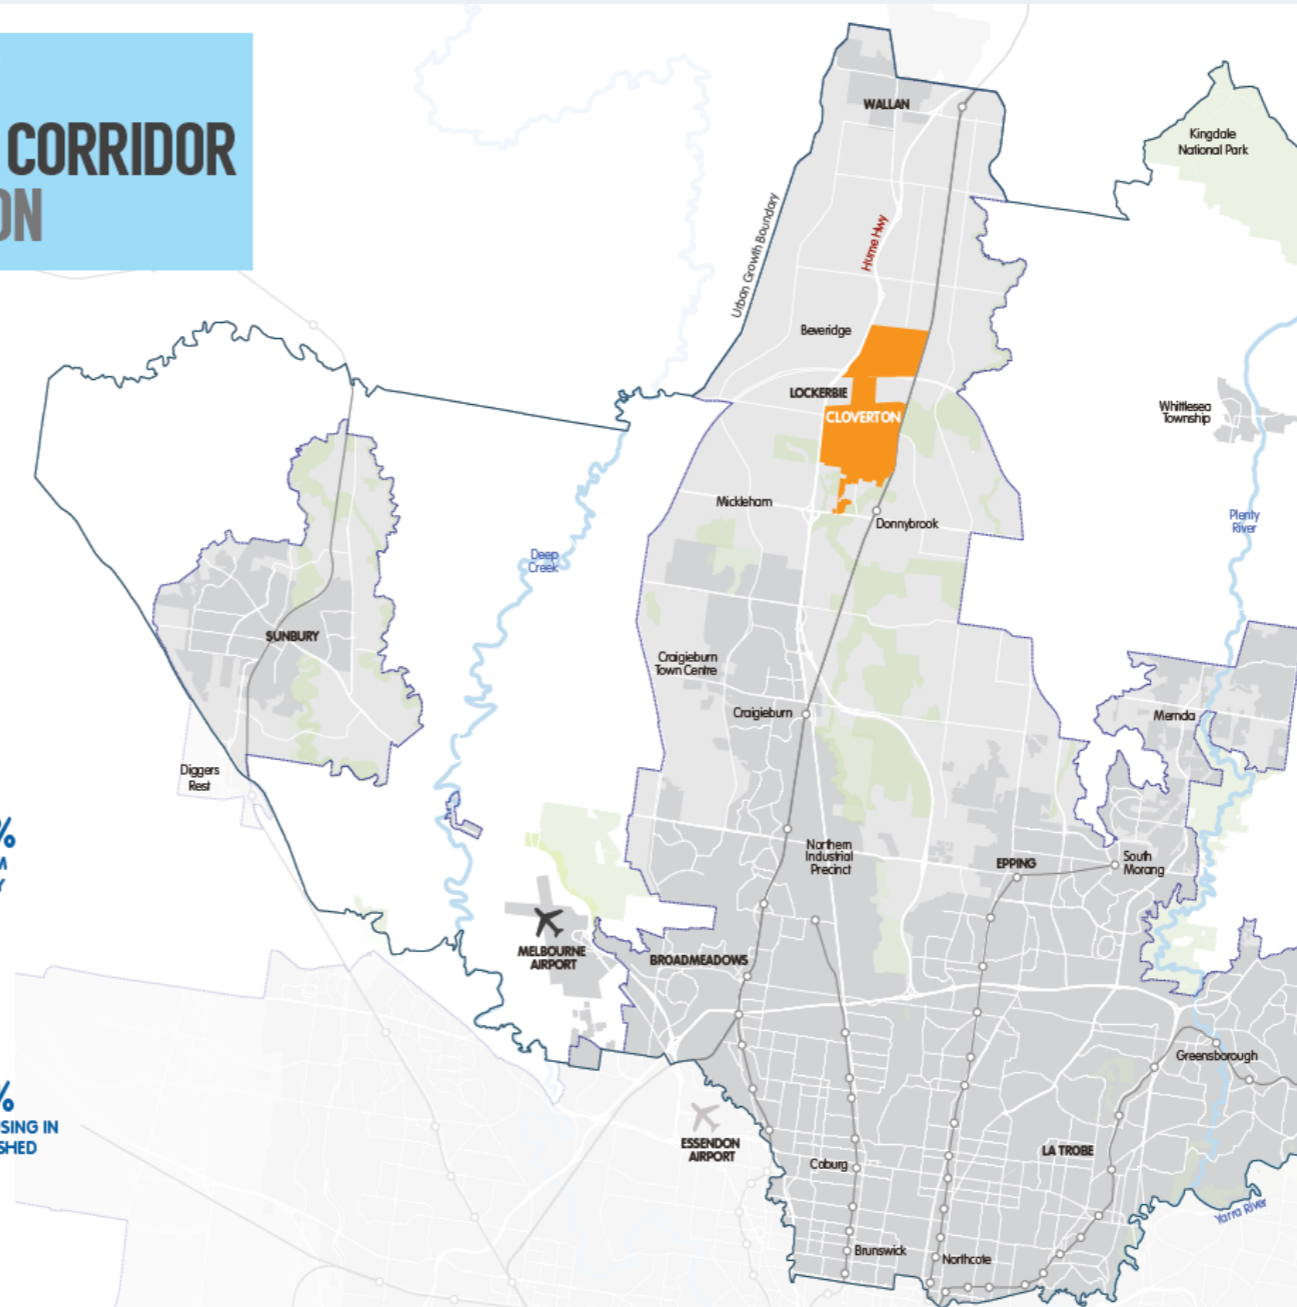 CORRIDOR
ON
WALLAN
Kingdale
National Park
Urban Growth Boundary
Hume Hwy
Beveridge
LOCKERBIE
CLOVERTON
Whittlesea
Township
Mickleham
Donnybrook
Plenty
River
Deep
Creek
SUNBURY
Craigieburn
Town Centre
Craigieburn
Mernda
Diggers
Rest
%
M
Y
Northern
Industrial
Precinct
EPPING
South
Morang
MELBOURNE
AIRPORT
BROADMEADOWS
Greensborough
%
SING IN
SHED
ESSENDON
AIRPORT
LA TROBE
Coburg
Yarra River
Brunswick
Northcote